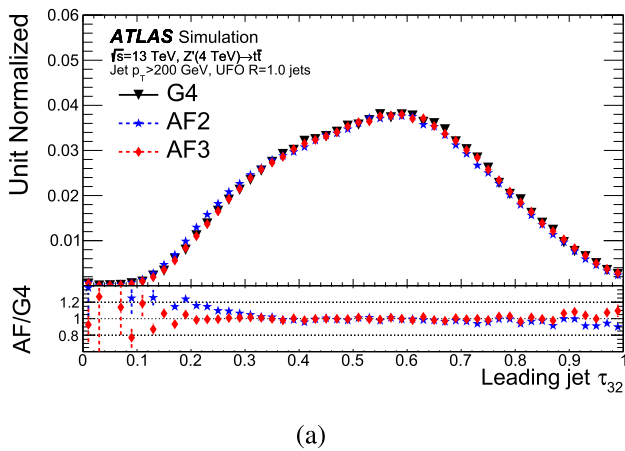 0.06
0.05
0.04
0.03
0.02
0.01
Unit Normalized
ATLAS Simulation
√s=13 TeV, Z'(4 TeV)→tt̄
Jet p_T>200 GeV, UFO R=1.0 jets
G4
AF2
AF3
AF/G4
1.2
1
0.8
0 0.1 0.2 0.3 0.4 0.5 0.6 0.7 0.8 0.9 1
Leading jet τ₃₂
(a)